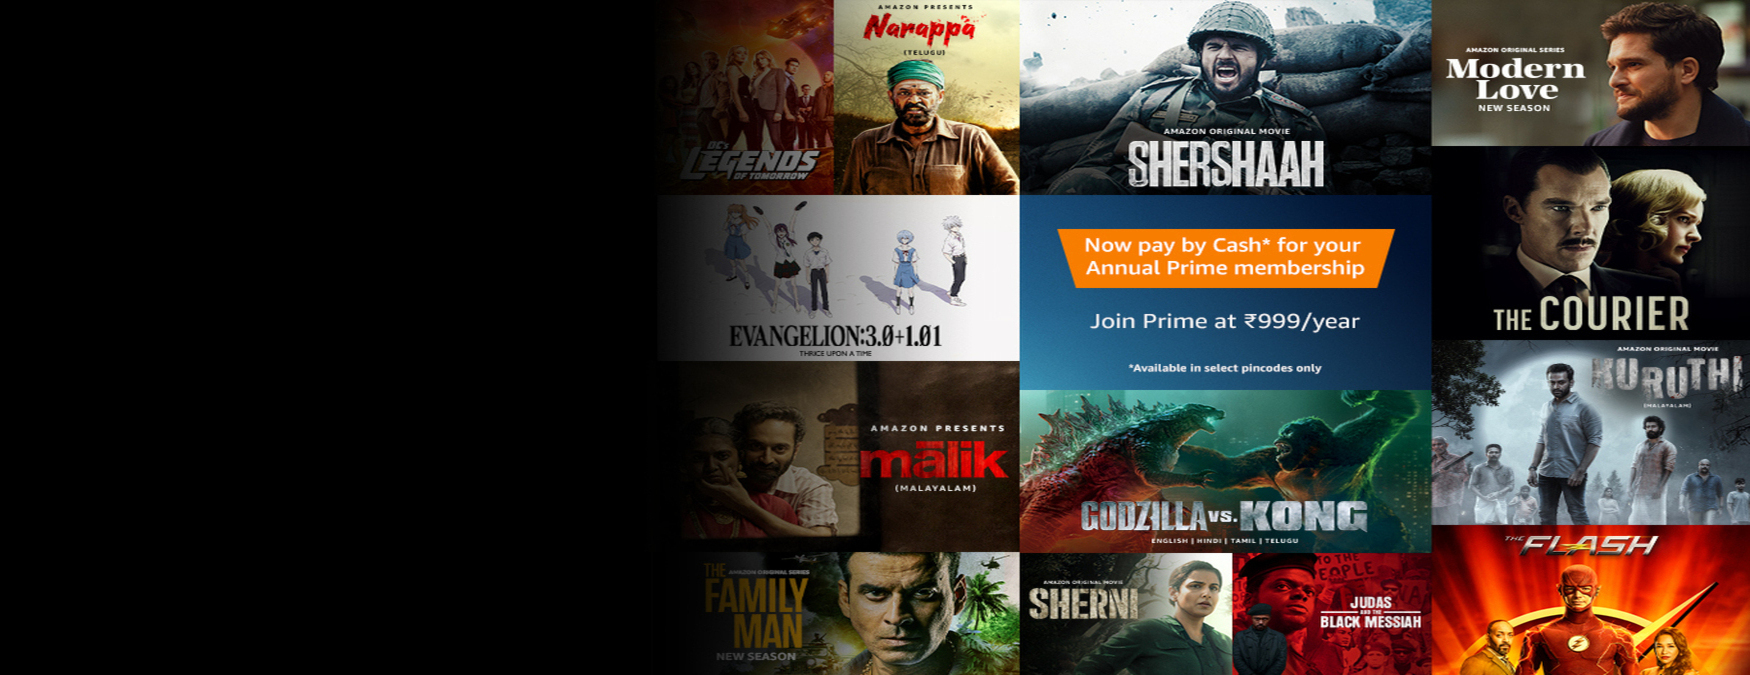 DC's
LEGENDS
OF TOMORROW
AMAZON PRESENTS
Narappa
(TELUGU)
AMAZON ORIGINAL MOVIE
SHERSHAAH
AMAZON ORIGINAL SERIES
Modern
Love
NEW SEASON
EVANGELION:3.0+1.01
THRICE UPON A TIME
Now pay by Cash* for your
Annual Prime membership
Join Prime at ₹999/year
*Available in select pincodes only
THE COURIER
AMAZON PRESENTS
malik
(MALAYALAM)
GODZILLA VS. KONG
ENGLISH | HINDI | TAMIL | TELUGU
AMAZON ORIGINAL MOVIE
KURUTHI
(MALAYALAM)
THE
AMAZON ORIGINAL SERIES
FAMILY
MAN
NEW SEASON
AMAZON ORIGINAL MOVIE
SHERNI
TO THE
PEOPLE
JUDAS
AND THE
BLACK MESSIAH
THE FLASH